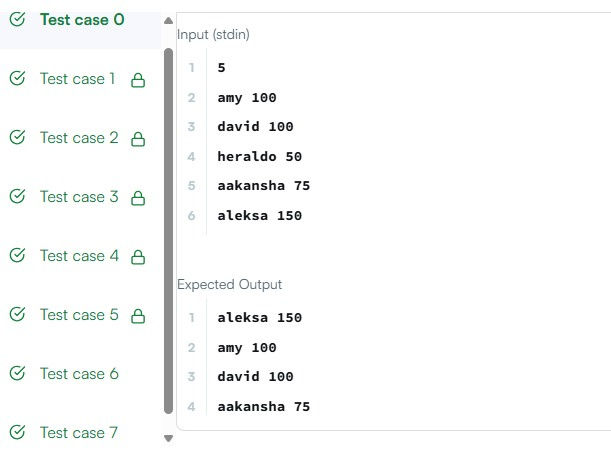 Test case 0
Test case 1
Test case 2
Test case 3
Test case 4
Test case 5
Test case 6
Test case 7
Input (stdin)
1 5
2 amy 100
3 david 100
4 heraldo 50
5 aakansha 75
6 aleksa 150
Expected Output
1 aleksa 150
2 amy 100
3 david 100
4 aakansha 75